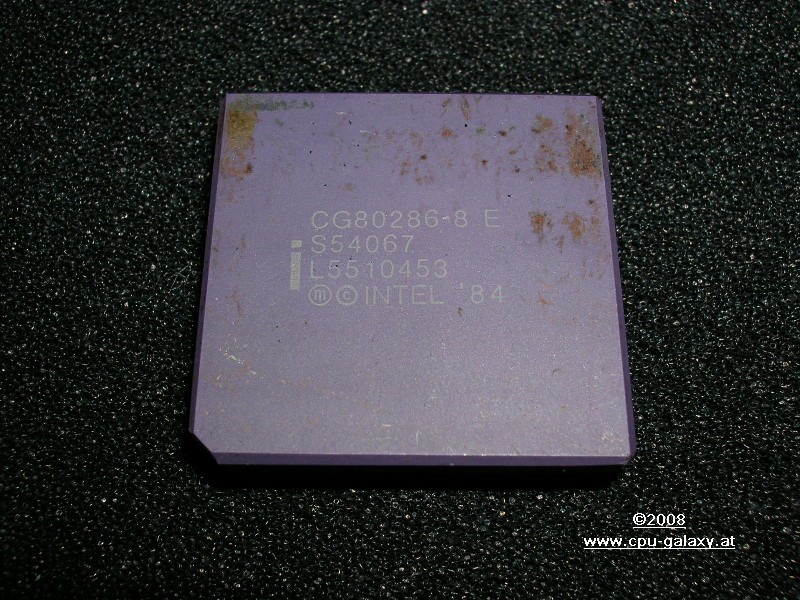 CG80286-8 E
S54067
L5510453
ⓜ©INTEL '84
©2008
www.cpu-galaxy.at